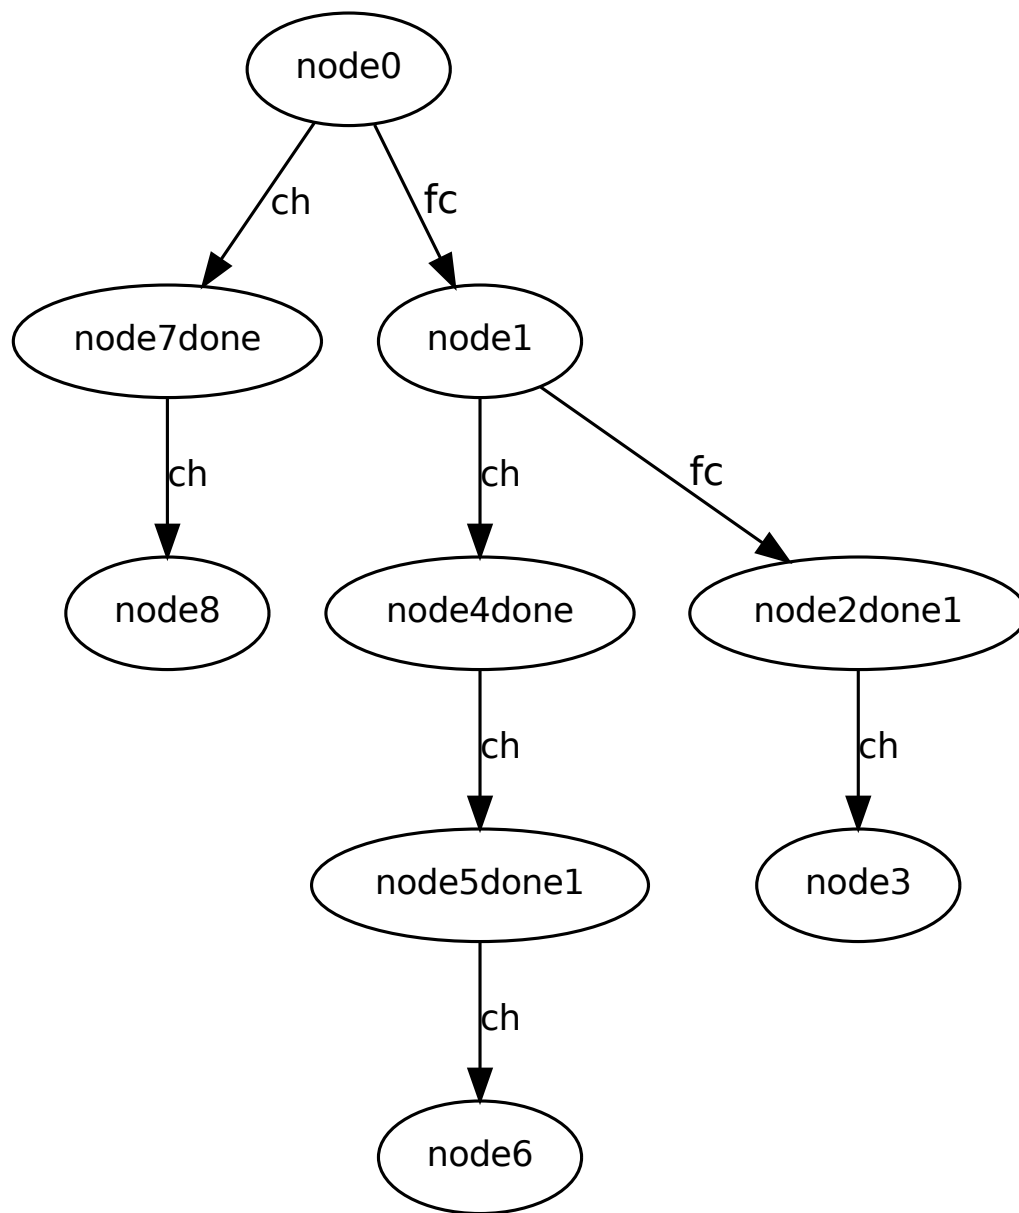 node0
ch
fc
node7done
node1
ch
ch
fc
node8
node4done
node2done1
ch
ch
node5done1
node3
ch
node6